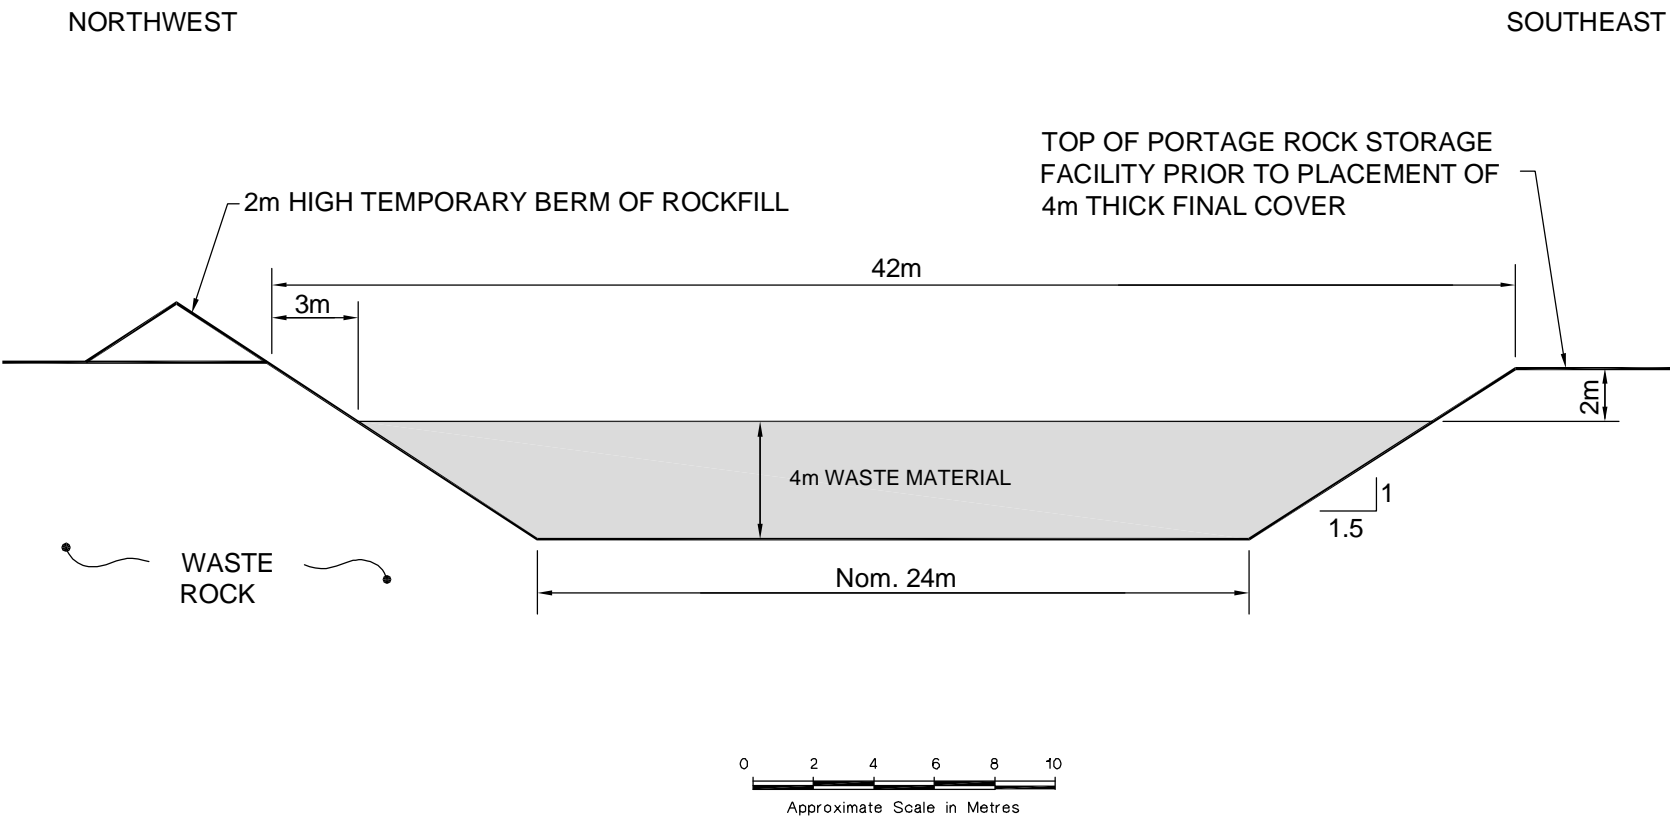 NORTHWEST
SOUTHEAST
TOP OF PORTAGE ROCK STORAGE
FACILITY PRIOR TO PLACEMENT OF
4m THICK FINAL COVER
2m HIGH TEMPORARY BERM OF ROCKFILL
42m
3m
2m
4m WASTE MATERIAL
1
1.5
WASTE
ROCK
Nom. 24m
0 2 4 6 8 10
Approximate Scale in Metres